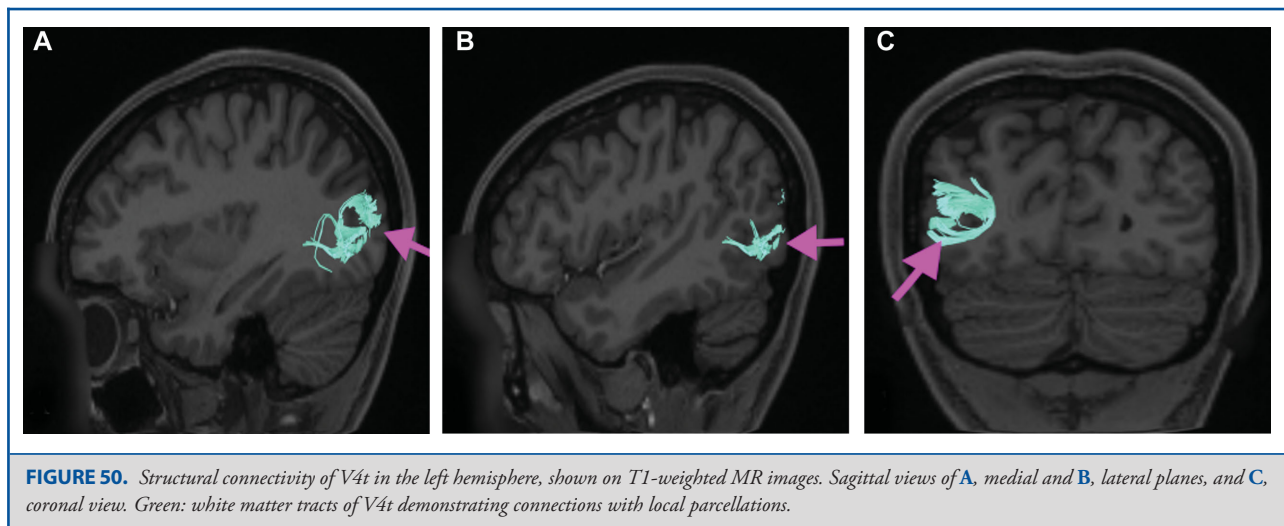 A B C
FIGURE 50. Structural connectivity of V4t in the left hemisphere, shown on T1-weighted MR images. Sagittal views of A, medial and B, lateral planes, and C,
coronal view. Green: white matter tracts of V4t demonstrating connections with local parcellations.